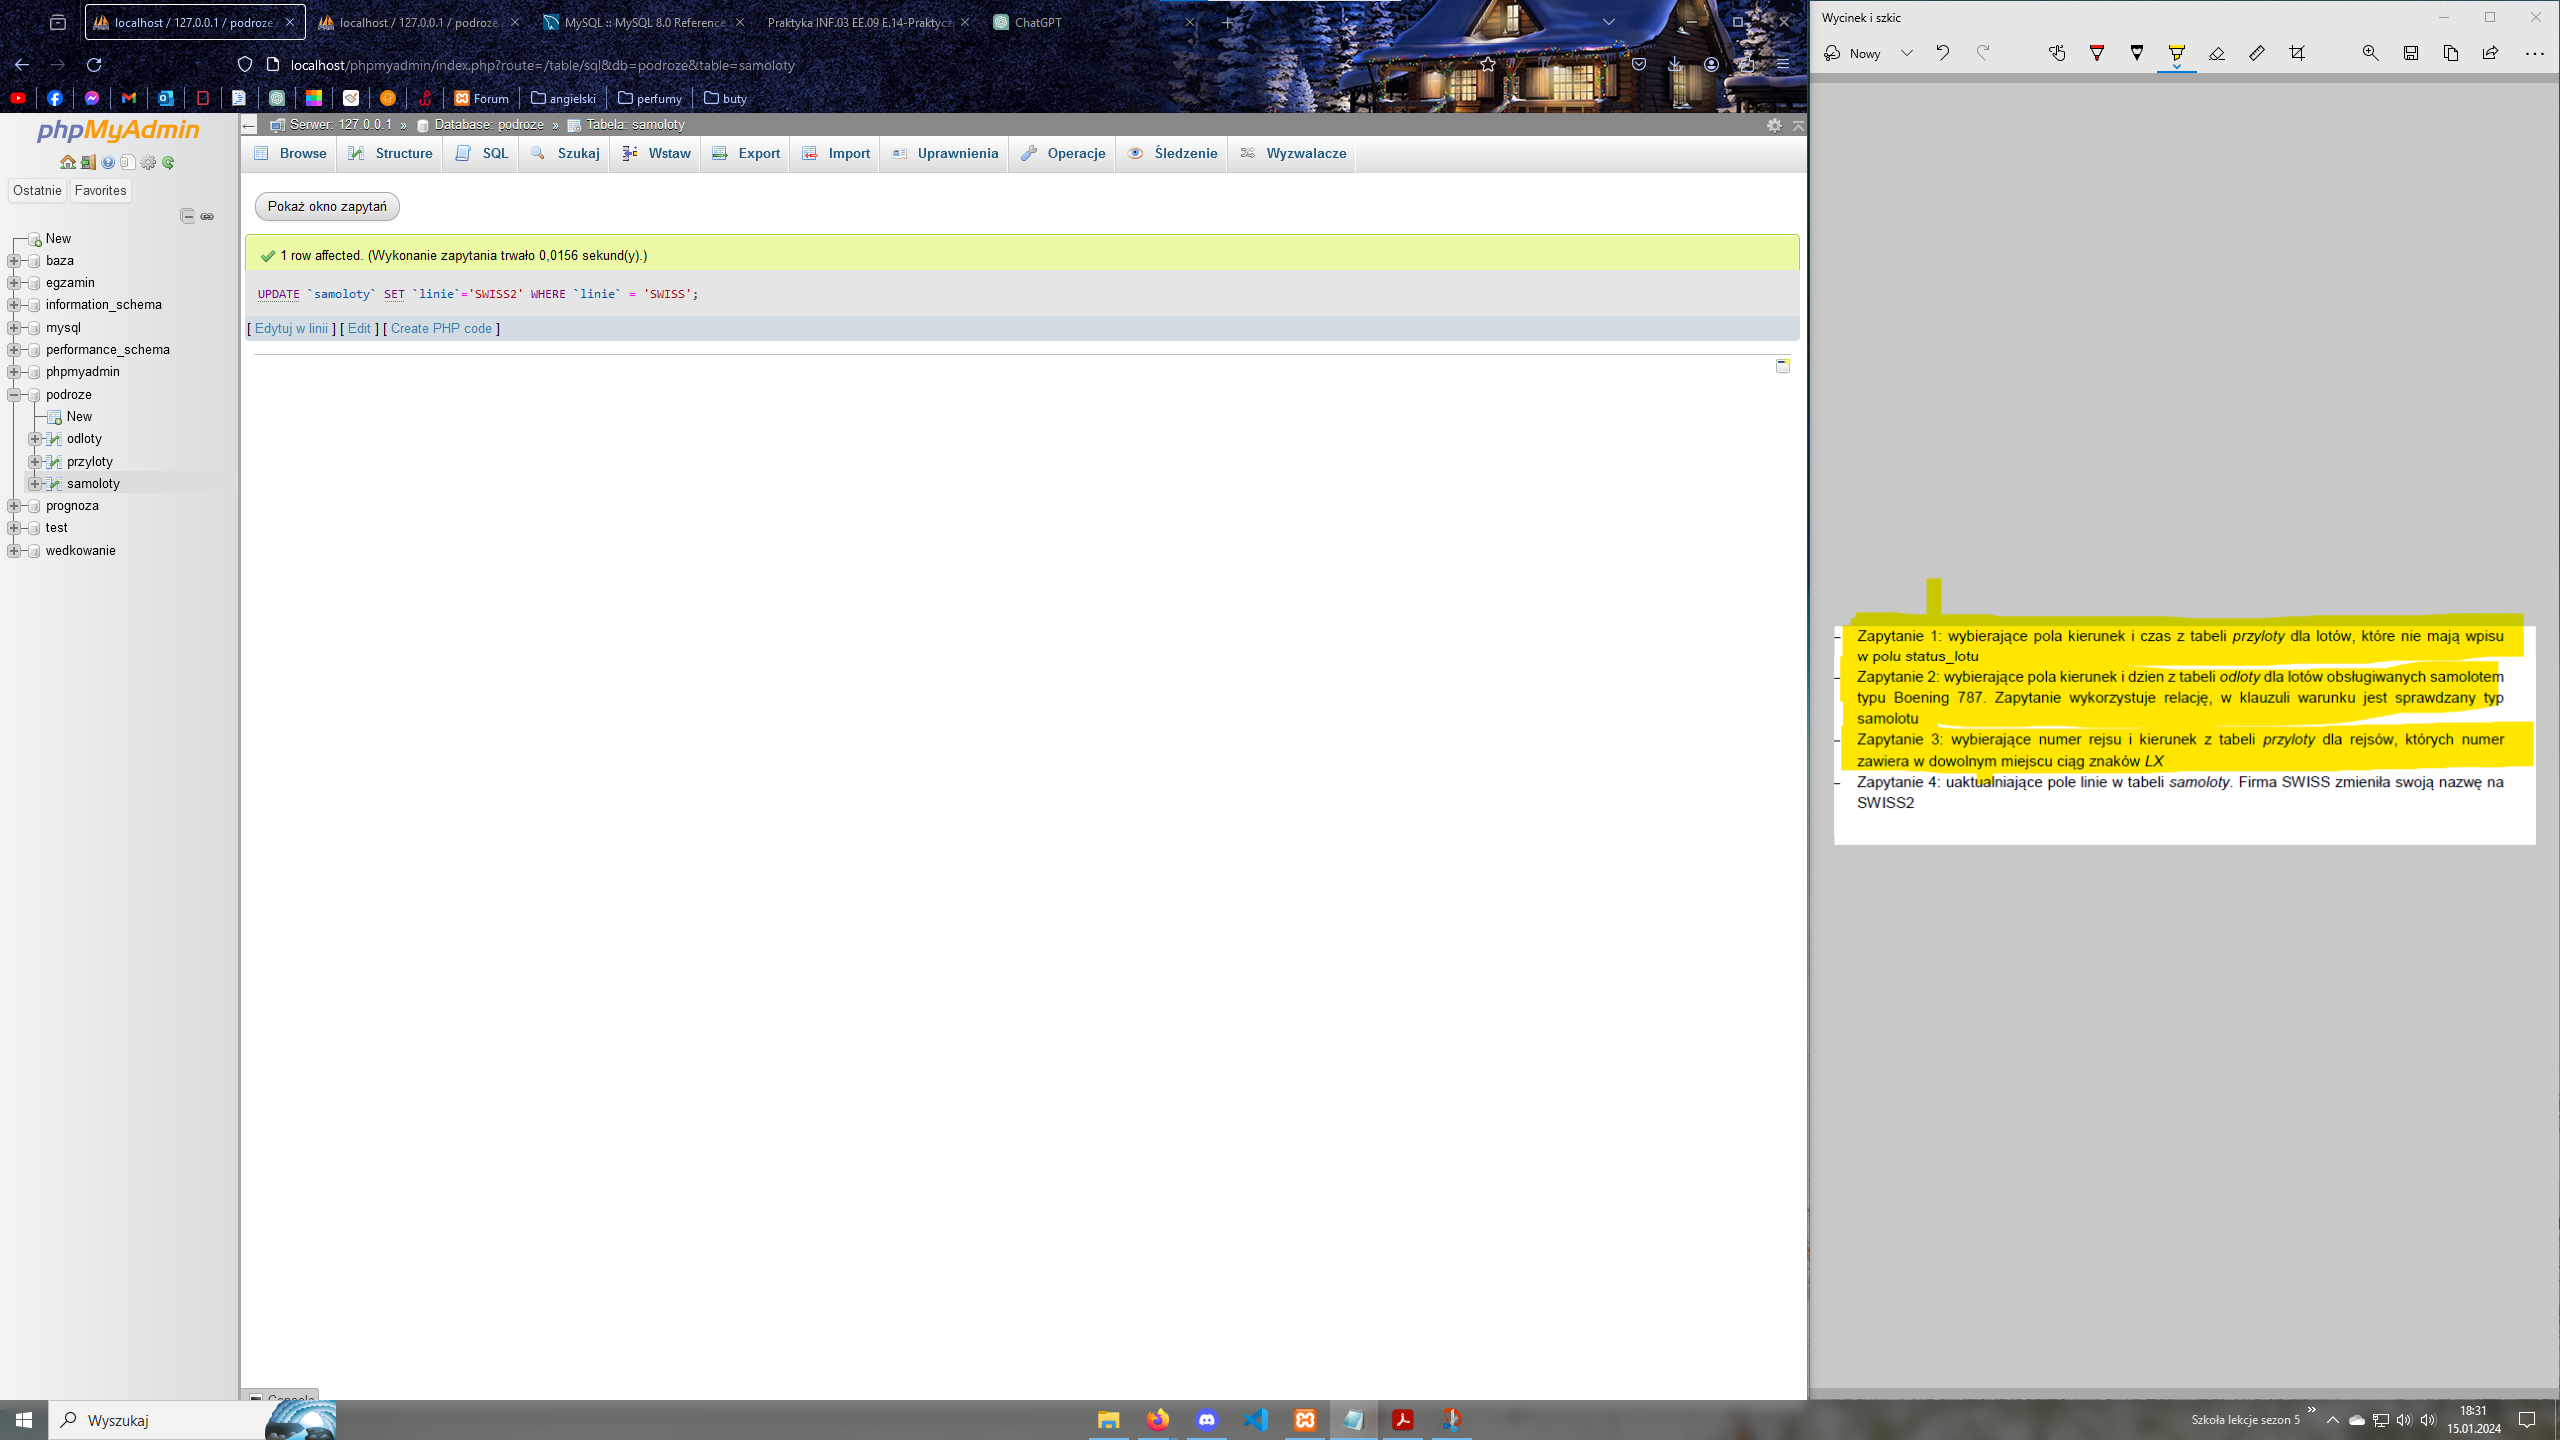 localhost / 127.0.0.1 / podroze
localhost / 127.0.0.1 / podroze
MySQL :: MySQL 8.0 Reference
Praktyka INF.03 EE.09 E.14-Praktycz
ChatGPT
localhost/phpmyadmin/index.php?route=/table/sql&db=podroze&table=samoloty
Forum
angielski
perfumy
buty
phpMyAdmin
Ostatnie
Favorites
New
baza
egzamin
information_schema
mysql
performance_schema
phpmyadmin
podroze
New
odloty
przyloty
samoloty
prognoza
test
wedkowanie
Serwer: 127.0.0.1 » Database: podroze » Tabela: samoloty
Browse Structure SQL Szukaj Wstaw Export Import Uprawnienia Operacje Śledzenie Wyzwalacze
Pokaż okno zapytań
1 row affected. (Wykonanie zapytania trwało 0,0156 sekund(y).)
UPDATE `samoloty` SET `linie`='SWISS2' WHERE `linie` = 'SWISS';
[ Edytuj w linii ] [ Edit ] [ Create PHP code ]
Console
Wycinek i szkic
Nowy
- Zapytanie 1: wybierające pola kierunek i czas z tabeli przyloty dla lotów, które nie mają wpisu
w polu status_lotu
- Zapytanie 2: wybierające pola kierunek i dzien z tabeli odloty dla lotów obsługiwanych samolotem
typu Boening 787. Zapytanie wykorzystuje relację, w klauzuli warunku jest sprawdzany typ
samolotu
- Zapytanie 3: wybierające numer rejsu i kierunek z tabeli przyloty dla rejsów, których numer
zawiera w dowolnym miejscu ciąg znaków LX
- Zapytanie 4: uaktualniające pole linie w tabeli samoloty. Firma SWISS zmieniła swoją nazwę na
SWISS2
Wyszukaj
Szkoła lekcje sezon 5
18:31
15.01.2024